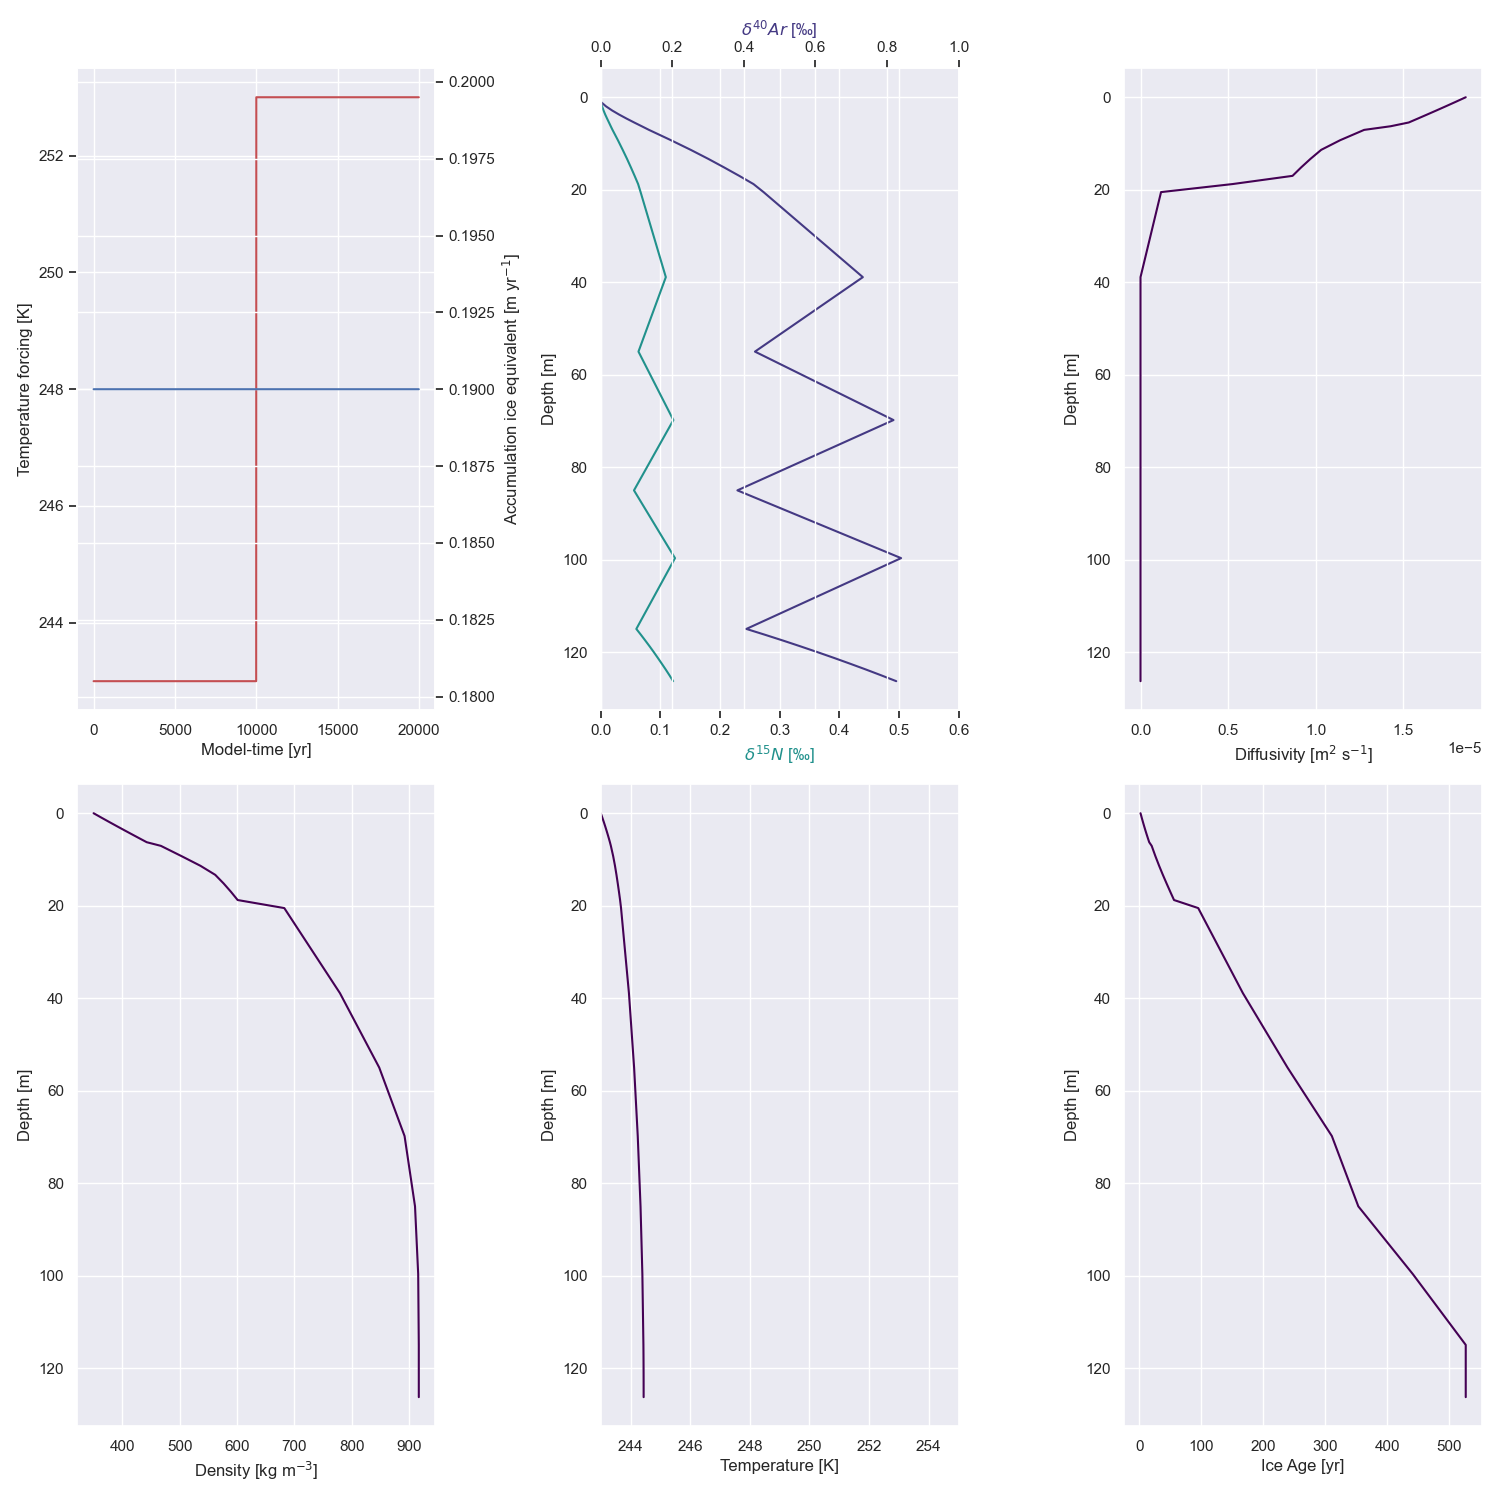 δ⁴⁰Ar [‰]
0.0 0.2 0.4 0.6 0.8 1.0
Temperature forcing [K]
252
250
248
246
244
0 5000 10000 15000 20000
Model-time [yr]
0.2000
0.1975
0.1950
0.1925
0.1900
0.1875
0.1850
0.1825
0.1800
Accumulation ice equivalent [m yr⁻¹]
Depth [m]
0
20
40
60
80
100
120
0.0 0.1 0.2 0.3 0.4 0.5 0.6
δ¹⁵N [‰]
Depth [m]
0
20
40
60
80
100
120
0.0 0.5 1.0 1.5
1e−5
Diffusivity [m² s⁻¹]
Depth [m]
0
20
40
60
80
100
120
400 500 600 700 800 900
Density [kg m⁻³]
Depth [m]
0
20
40
60
80
100
120
244 246 248 250 252 254
Temperature [K]
Depth [m]
0
20
40
60
80
100
120
0 100 200 300 400 500
Ice Age [yr]